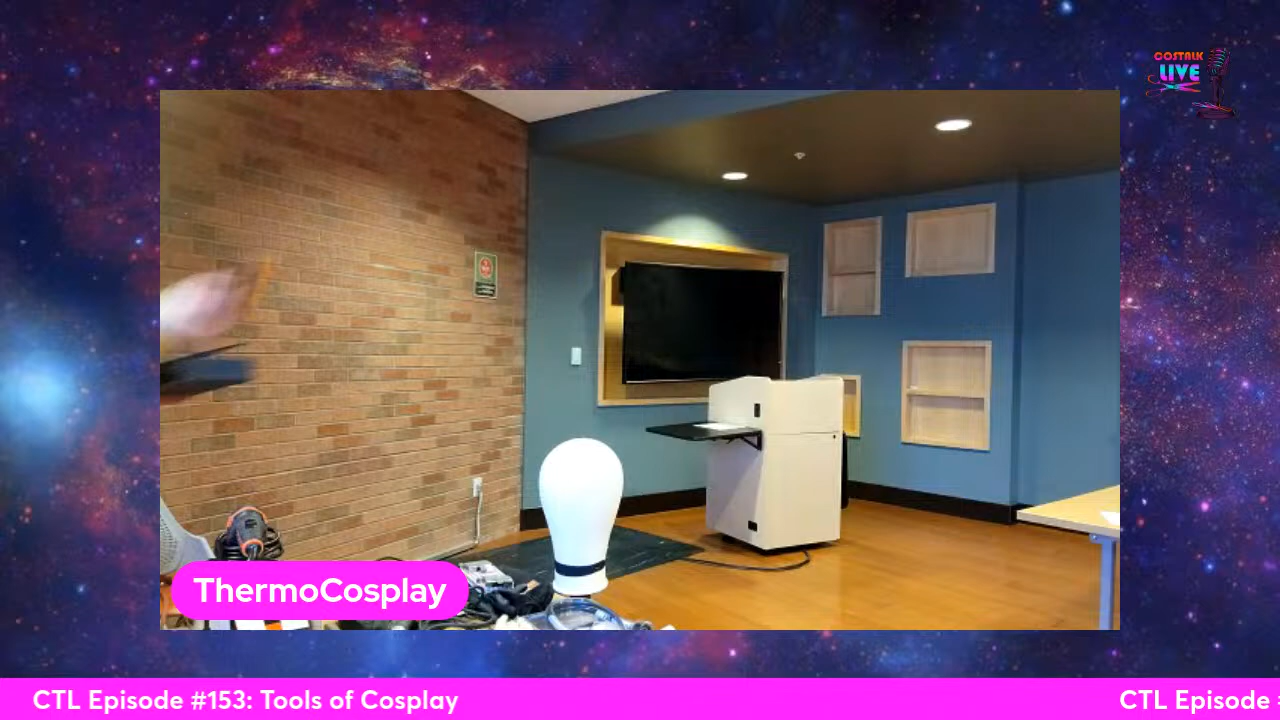 COSTALK
LIVE
ThermoCosplay
CTL Episode #153: Tools of Cosplay
CTL Episode